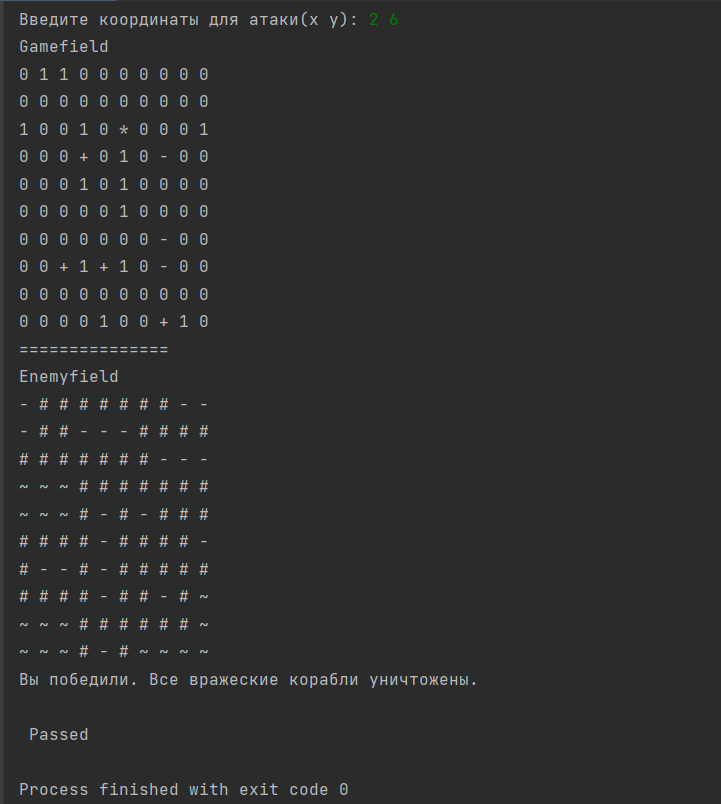 Введите координаты для атаки(x y): 2 6
Gamefield
0 1 1 0 0 0 0 0 0 0
0 0 0 0 0 0 0 0 0 0
1 0 0 1 0 * 0 0 0 1
0 0 0 + 0 1 0 - 0 0
0 0 0 1 0 1 0 0 0 0
0 0 0 0 0 1 0 0 0 0
0 0 0 0 0 0 0 - 0 0
0 0 + 1 + 1 0 - 0 0
0 0 0 0 0 0 0 0 0 0
0 0 0 0 1 0 0 + 1 0
===============
Enemyfield
- # # # # # # # - -
- # # - - - # # # #
# # # # # # # - - -
~ ~ ~ # # # # # # #
~ ~ ~ # - # - # # #
# # # # - # # # # -
# - - # - # # # # #
# # # # - # # - # ~
~ ~ ~ # # # # # # ~
~ ~ ~ # - # ~ ~ ~ ~
Вы победили. Все вражеские корабли уничтожены.
Passed
Process finished with exit code 0